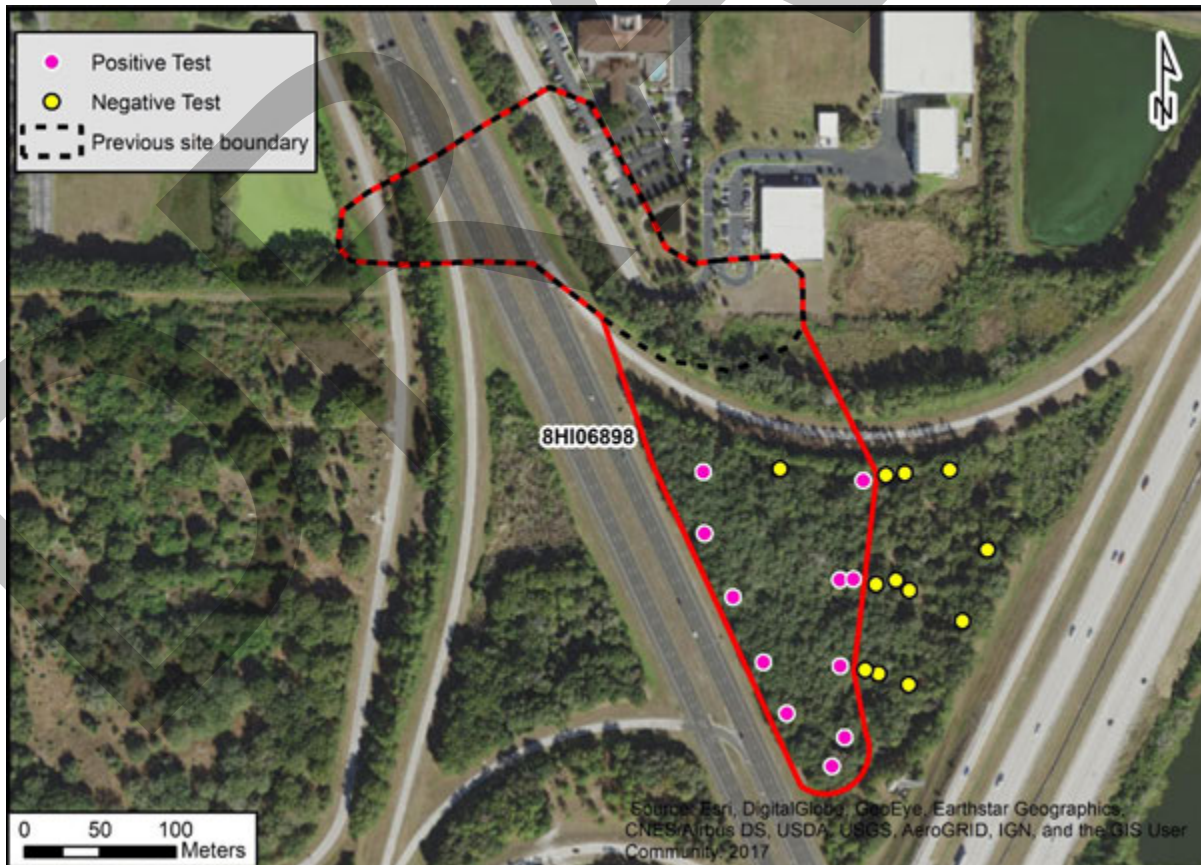 Positive Test
Negative Test
Previous site boundary
N
8HI06898
0 50 100
Meters
Source: Esri, DigitalGlobe, GeoEye, Earthstar Geographics,
CNES/Airbus DS, USDA, USGS, AeroGRID, IGN, and the GIS User
Community, 2017